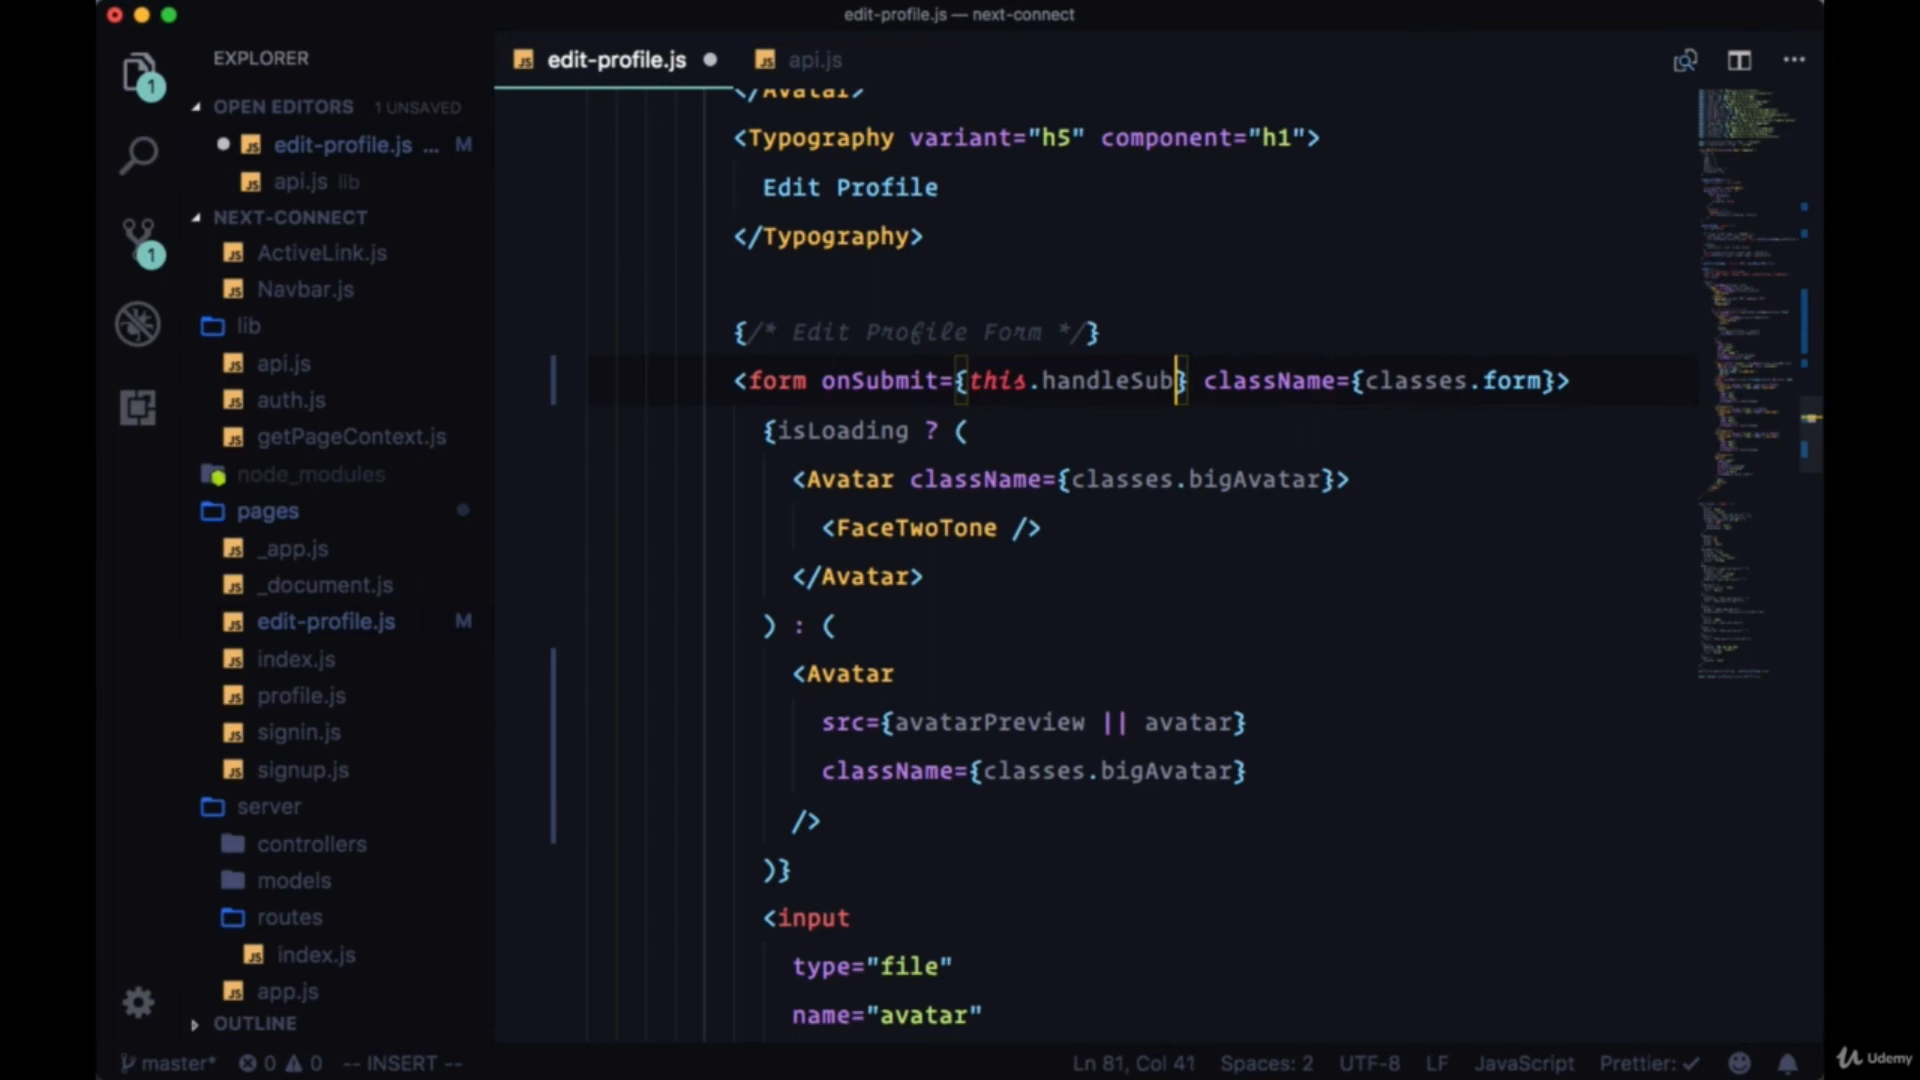 edit-profile.js — next-connect
EXPLORER
OPEN EDITORS 1 UNSAVED
edit-profile.js ... M
api.js lib
NEXT-CONNECT
ActiveLink.js
Navbar.js
lib
api.js
auth.js
getPageContext.js
node_modules
pages
_app.js
_document.js
edit-profile.js M
index.js
profile.js
signin.js
signup.js
server
controllers
models
routes
index.js
app.js
OUTLINE
1
1
edit-profile.js
api.js
</Avatar>
<Typography variant="h5" component="h1">
Edit Profile
</Typography>
{/* Edit Profile Form */}
<form onSubmit={this.handleSub} className={classes.form}>
{isLoading ? (
<Avatar className={classes.bigAvatar}>
<FaceTwoTone />
</Avatar>
) : (
<Avatar
src={avatarPreview || avatar}
className={classes.bigAvatar}
/>
)}
<input
type="file"
name="avatar"
master* 0 0 -- INSERT --
Ln 81, Col 41 Spaces: 2 UTF-8 LF JavaScript Prettier: ✓
Udemy